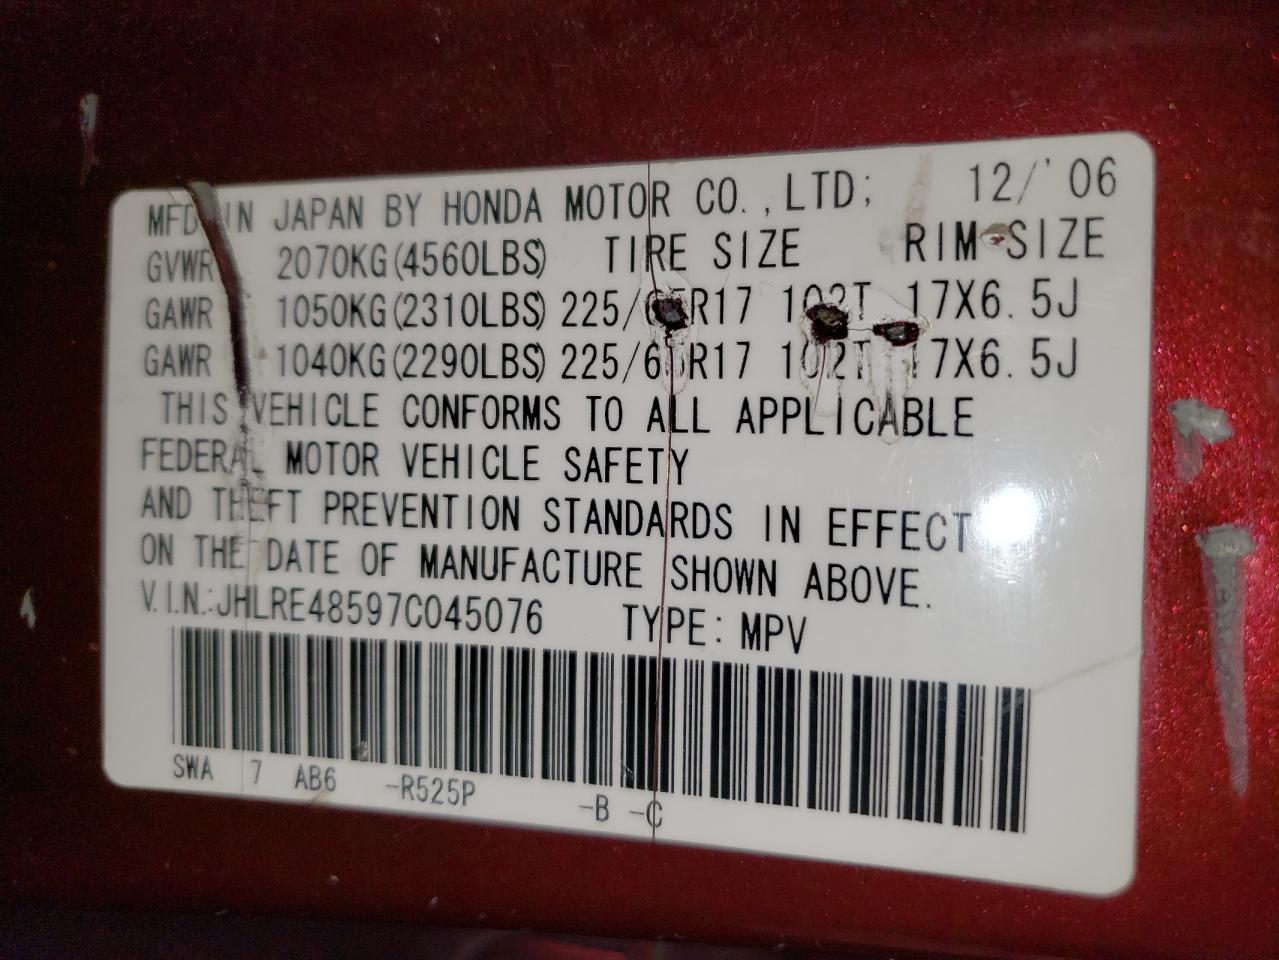 MFD IN JAPAN BY HONDA MOTOR CO.,LTD; 12/'06
GVWR 2070KG(4560LBS) TIRE SIZE RIM SIZE
GAWR 1050KG(2310LBS) 17X6.5J
GAWR 1040KG(2290LBS) 225/65R17 102T 17X6.5J
THIS VEHICLE CONFORMS TO ALL APPLICABLE
FEDERAL MOTOR VEHICLE SAFETY
AND THEFT PREVENTION STANDARDS IN EFFECT
ON THE DATE OF MANUFACTURE SHOWN ABOVE.
V.I.N.:JHLRE48597C045076 TYPE: MPV
SWA 7 AB6 -R525P -B -C